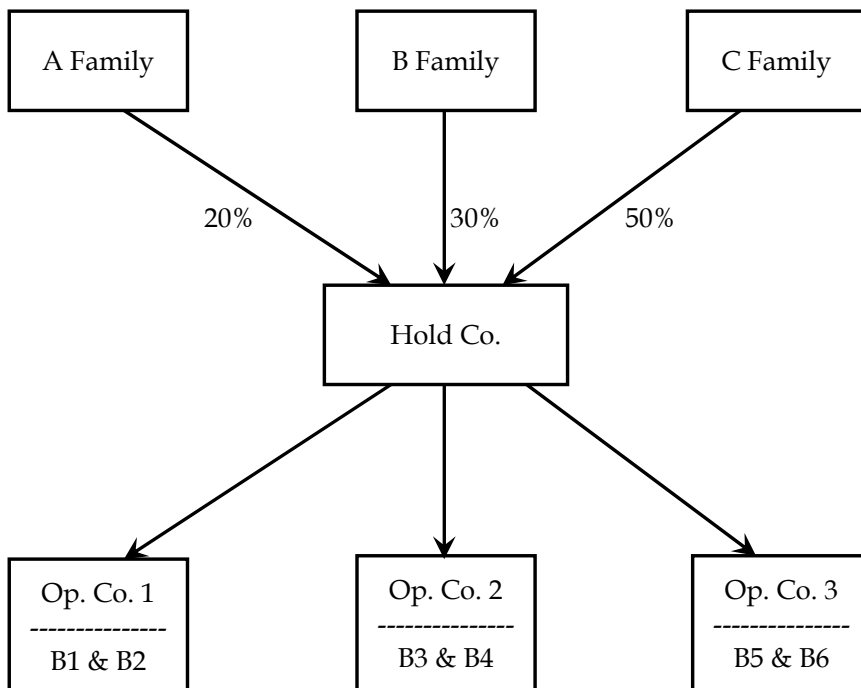 A Family
B Family
C Family
20%
30%
50%
Hold Co.
Op. Co. 1
---------------
B1 & B2
Op. Co. 2
---------------
B3 & B4
Op. Co. 3
---------------
B5 & B6